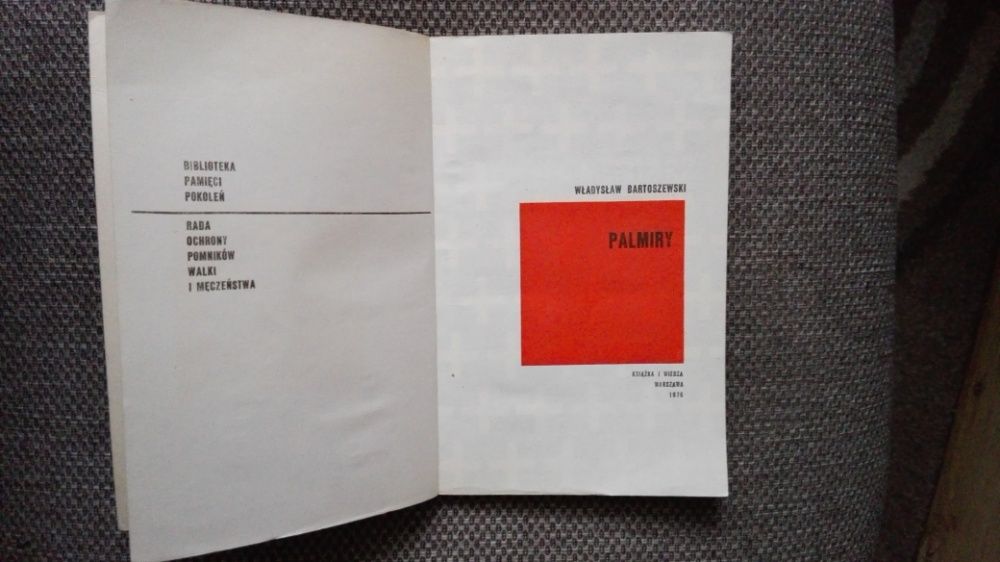 BIBLIOTEKA
PAMIĘCI
POKOLEŃ
RADA
OCHRONY
POMNIKÓW
WALKI
I MĘCZEŃSTWA
WŁADYSŁAW BARTOSZEWSKI
PALMIRY
KSIĄŻKA I WIEDZA
WARSZAWA
1976